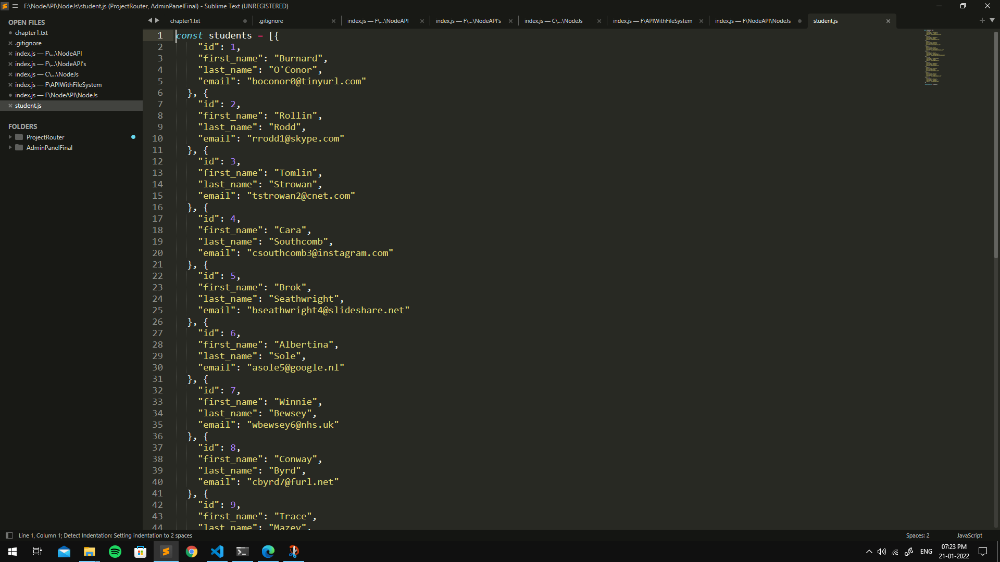 F:\NodeAPI\NodeJs\student.js (ProjectRouter, AdminPanelFinal) - Sublime Text (UNREGISTERED)
OPEN FILES
chapter1.txt
.gitignore
index.js — F\...\NodeAPI
index.js — F\...\NodeAPI's
index.js — C\...\NodeJs
index.js — F\APIWithFileSystem
index.js — F\NodeAPI\NodeJs
student.js
FOLDERS
ProjectRouter
AdminPanelFinal
chapter1.txt .gitignore index.js — F\...\NodeAPI index.js — F\...\NodeAPI's index.js — C\...\NodeJs index.js — F\APIWithFileSystem index.js — F\NodeAPI\NodeJs student.js
1 const students = [{
2 "id": 1,
3 "first_name": "Burnard",
4 "last_name": "O'Conor",
5 "email": "boconor0@tinyurl.com"
6 }, {
7 "id": 2,
8 "first_name": "Rollin",
9 "last_name": "Rodd",
10 "email": "rrodd1@skype.com"
11 }, {
12 "id": 3,
13 "first_name": "Tomlin",
14 "last_name": "Strowan",
15 "email": "tstrowan2@cnet.com"
16 }, {
17 "id": 4,
18 "first_name": "Cara",
19 "last_name": "Southcomb",
20 "email": "csouthcomb3@instagram.com"
21 }, {
22 "id": 5,
23 "first_name": "Brok",
24 "last_name": "Seathwright",
25 "email": "bseathwright4@slideshare.net"
26 }, {
27 "id": 6,
28 "first_name": "Albertina",
29 "last_name": "Sole",
30 "email": "asole5@google.nl"
31 }, {
32 "id": 7,
33 "first_name": "Winnie",
34 "last_name": "Bewsey",
35 "email": "wbewsey6@nhs.uk"
36 }, {
37 "id": 8,
38 "first_name": "Conway",
39 "last_name": "Byrd",
40 "email": "cbyrd7@furl.net"
41 }, {
42 "id": 9,
43 "first_name": "Trace",
44 "last_name": "Mazey",
Line 1, Column 1; Detect Indentation: Setting indentation to 2 spaces
Spaces: 2
JavaScript
ENG
07:23 PM
21-01-2022